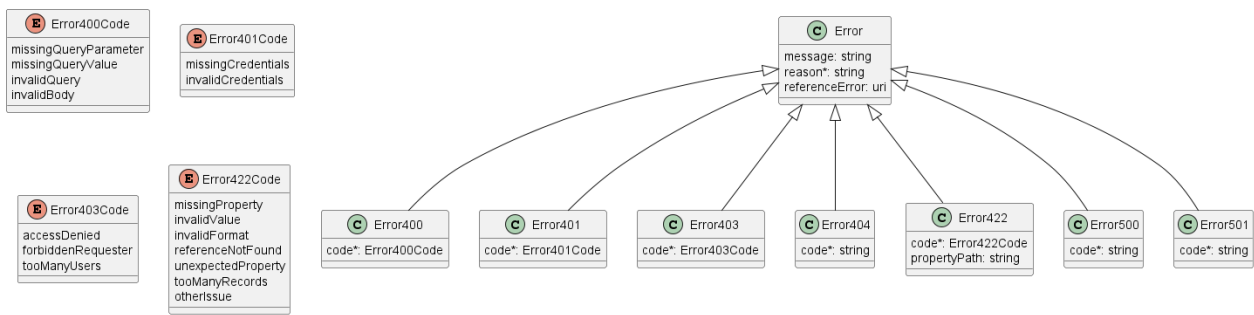 E Error400Code
missingQueryParameter
missingQueryValue
invalidQuery
invalidBody
E Error401Code
missingCredentials
invalidCredentials
C Error
message: string
reason*: string
referenceError: uri
E Error403Code
accessDenied
forbiddenRequester
tooManyUsers
E Error422Code
missingProperty
invalidValue
invalidFormat
referenceNotFound
unexpectedProperty
tooManyRecords
otherIssue
C Error400
code*: Error400Code
C Error401
code*: Error401Code
C Error403
code*: Error403Code
C Error404
code*: string
C Error422
code*: Error422Code
propertyPath: string
C Error500
code*: string
C Error501
code*: string